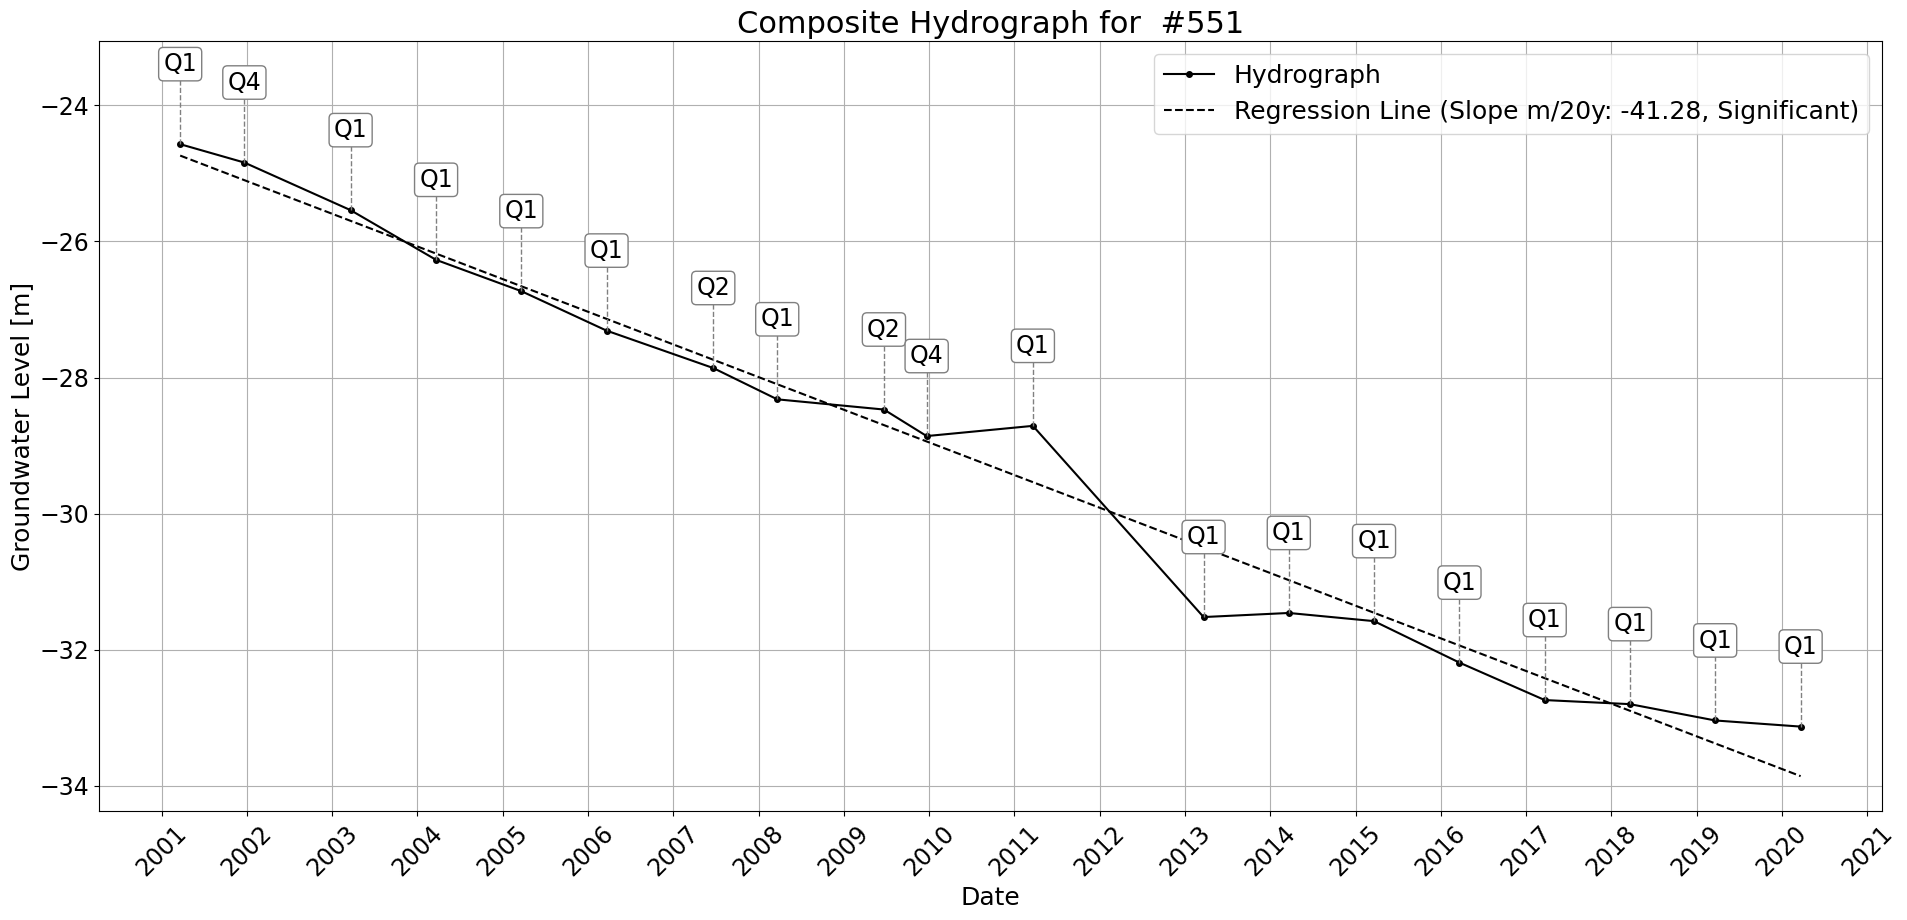 Composite Hydrograph for  #551
Hydrograph
Regression Line (Slope m/20y: -41.28, Significant)
Q1
Q4
Q1
Q1
Q1
Q1
Q2
Q1
Q2
Q4
Q1
Q1
Q1
Q1
Q1
Q1
Q1
Q1
Q1
Groundwater Level [m]
−24
−26
−28
−30
−32
−34
2001
2002
2003
2004
2005
2006
2007
2008
2009
2010
2011
2012
2013
2014
2015
2016
2017
2018
2019
2020
2021
Date